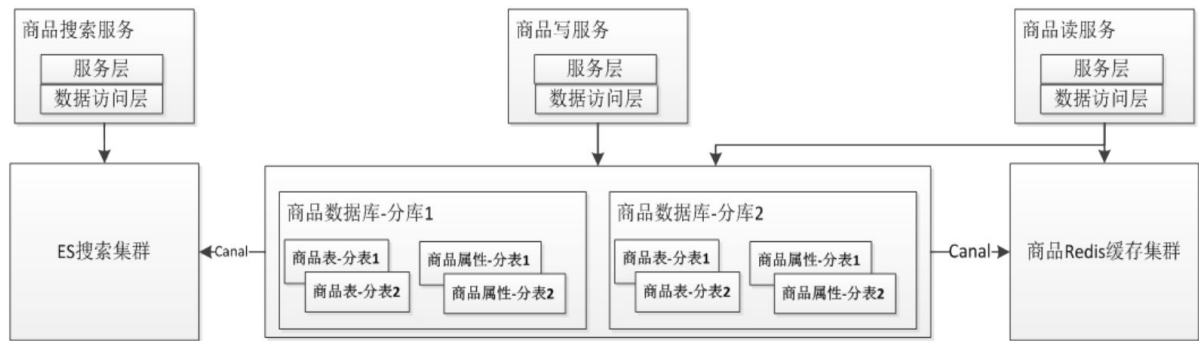 商品搜索服务
服务层
数据访问层
商品写服务
服务层
数据访问层
商品读服务
服务层
数据访问层
ES搜索集群
Canal
商品数据库-分库1
商品表-分表1
商品表-分表2
商品属性-分表1
商品属性-分表2
商品数据库-分库2
商品表-分表1
商品表-分表2
商品属性-分表1
商品属性-分表2
Canal
商品Redis缓存集群